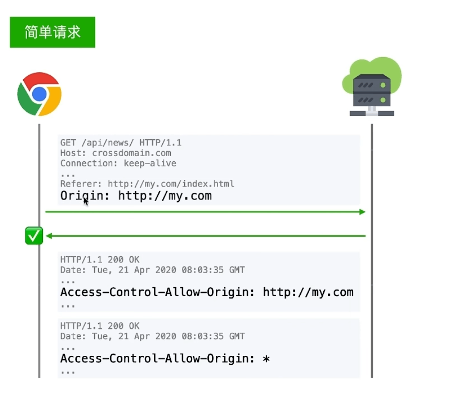 简单请求
GET /api/news/ HTTP/1.1
Host: crossdomain.com
Connection: keep-alive
...
Referer: http://my.com/index.html
Origin: http://my.com
HTTP/1.1 200 OK
Date: Tue, 21 Apr 2020 08:03:35 GMT
...
Access-Control-Allow-Origin: http://my.com
...
HTTP/1.1 200 OK
Date: Tue, 21 Apr 2020 08:03:35 GMT
...
Access-Control-Allow-Origin: *
...